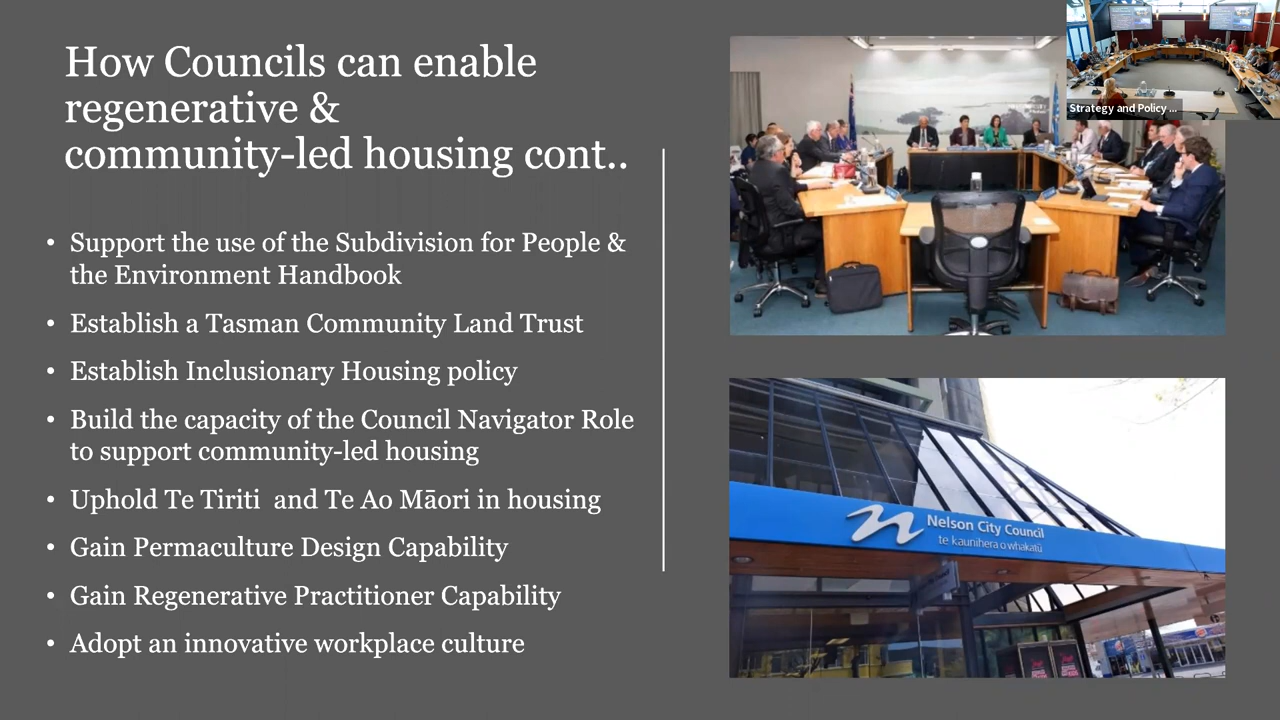 How Councils can enable
regenerative &
community-led housing cont..
• Support the use of the Subdivision for People &
the Environment Handbook
• Establish a Tasman Community Land Trust
• Establish Inclusionary Housing policy
• Build the capacity of the Council Navigator Role
to support community-led housing
• Uphold Te Tiriti and Te Ao Māori in housing
• Gain Permaculture Design Capability
• Gain Regenerative Practitioner Capability
• Adopt an innovative workplace culture
Strategy and Policy ...
Nelson City Council
te kaunihera o whakatū